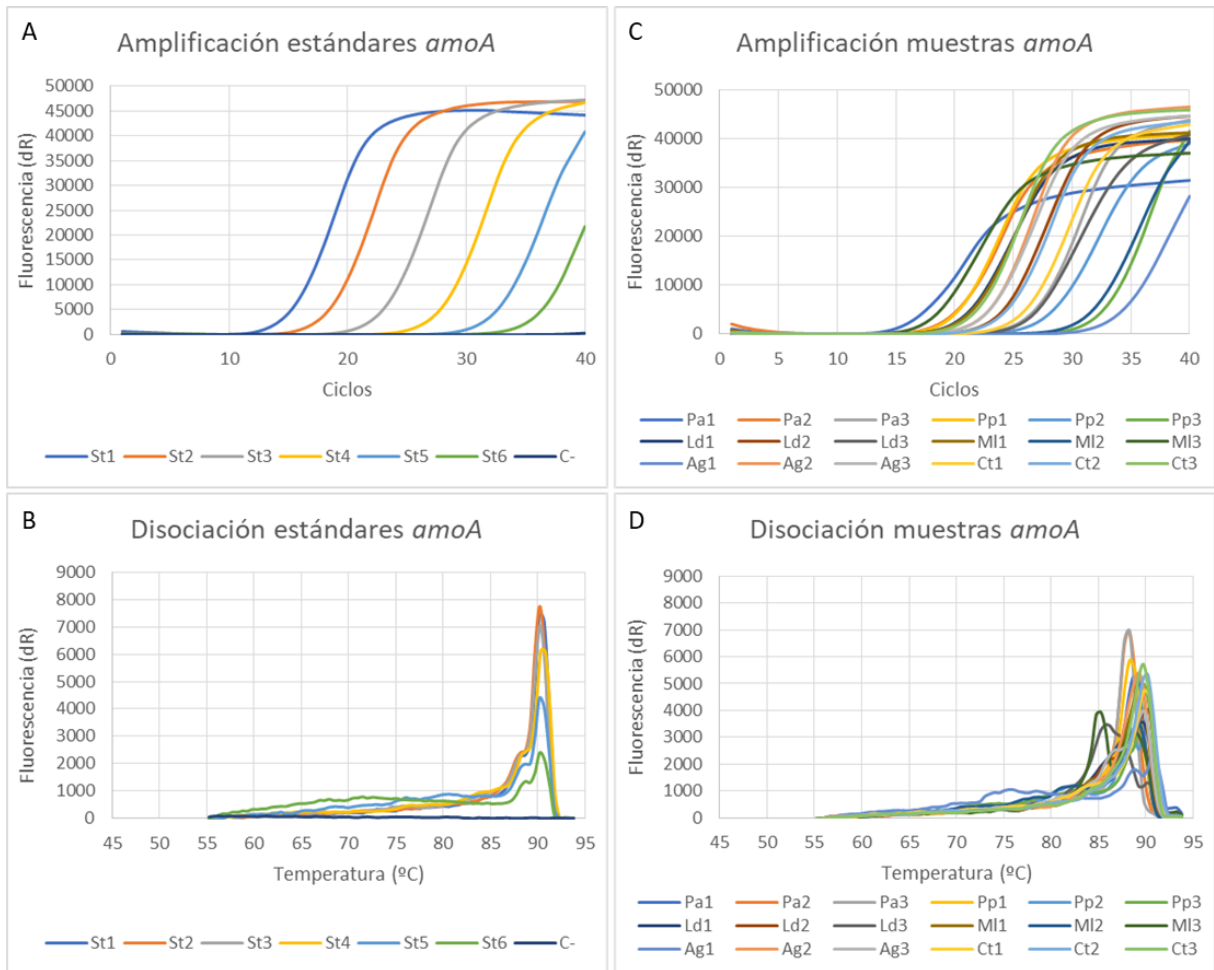 A
Amplificación estándares amoA
Fluorescencia (dR)
50000
45000
40000
35000
30000
25000
20000
15000
10000
5000
0
0 10 20 30 40
Ciclos
St1 St2 St3 St4 St5 St6 C-
C
Amplificación muestras amoA
Fluorescencia (dR)
50000
40000
30000
20000
10000
0
0 5 10 15 20 25 30 35 40
Ciclos
Pa1 Pa2 Pa3 Pp1 Pp2 Pp3
Ld1 Ld2 Ld3 Ml1 Ml2 Ml3
Ag1 Ag2 Ag3 Ct1 Ct2 Ct3
B
Disociación estándares amoA
Fluorescencia (dR)
9000
8000
7000
6000
5000
4000
3000
2000
1000
0
45 50 55 60 65 70 75 80 85 90 95
Temperatura (ºC)
St1 St2 St3 St4 St5 St6 C-
D
Disociación muestras amoA
Fluorescencia (dR)
9000
8000
7000
6000
5000
4000
3000
2000
1000
0
45 50 55 60 65 70 75 80 85 90 95
Temperatura (ºC)
Pa1 Pa2 Pa3 Pp1 Pp2 Pp3
Ld1 Ld2 Ld3 Ml1 Ml2 Ml3
Ag1 Ag2 Ag3 Ct1 Ct2 Ct3